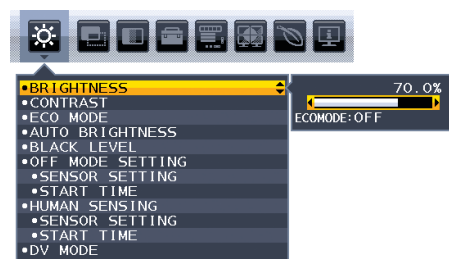 •BRIGHTNESS
70.0%
ECOMODE:OFF
•CONTRAST
•ECO MODE
•AUTO BRIGHTNESS
•BLACK LEVEL
•OFF MODE SETTING
•SENSOR SETTING
•START TIME
•HUMAN SENSING
•SENSOR SETTING
•START TIME
•DV MODE